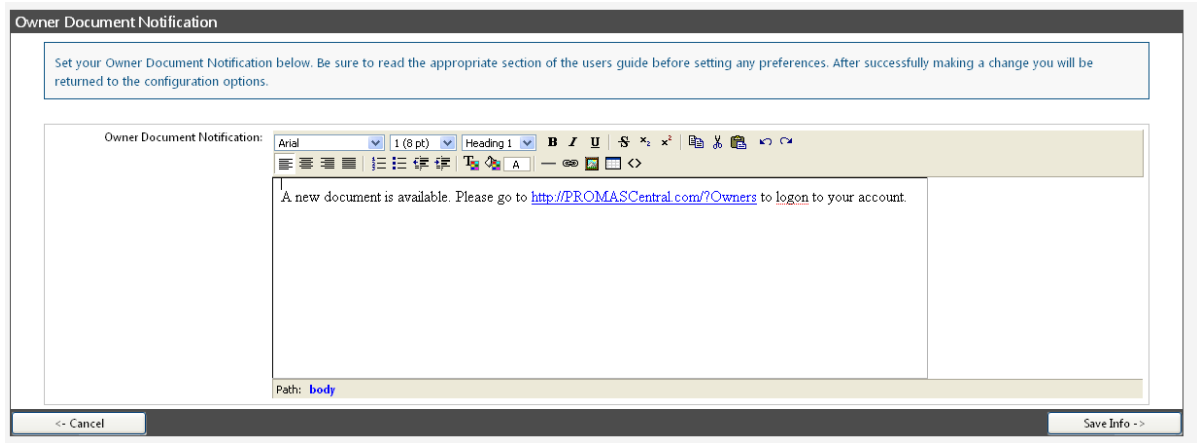 Owner Document Notification
Set your Owner Document Notification below. Be sure to read the appropriate section of the users guide before setting any preferences. After successfully making a change you will be
returned to the configuration options.
Owner Document Notification:
Arial 1 (8 pt) Heading 1 B I U S x₂ x²
A
A new document is available. Please go to http://PROMASCentral.com/?Owners to logon to your account.
Path: body
<- Cancel Save Info ->